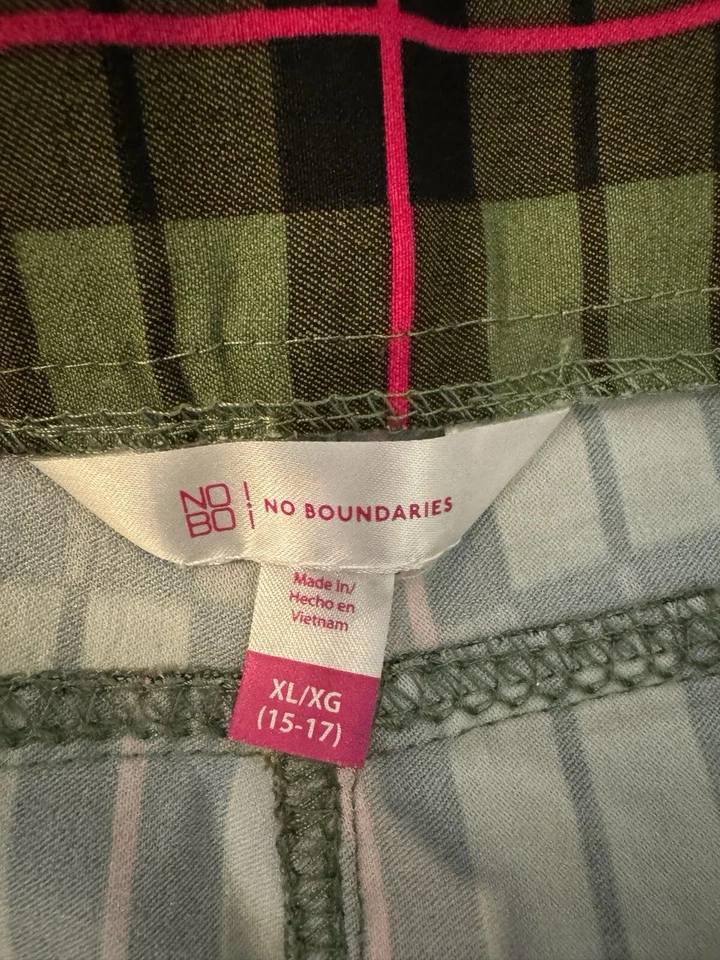 NO
BO
NO BOUNDARIES
Made in/
Hecho en
Vietnam
XL/XG
(15-17)